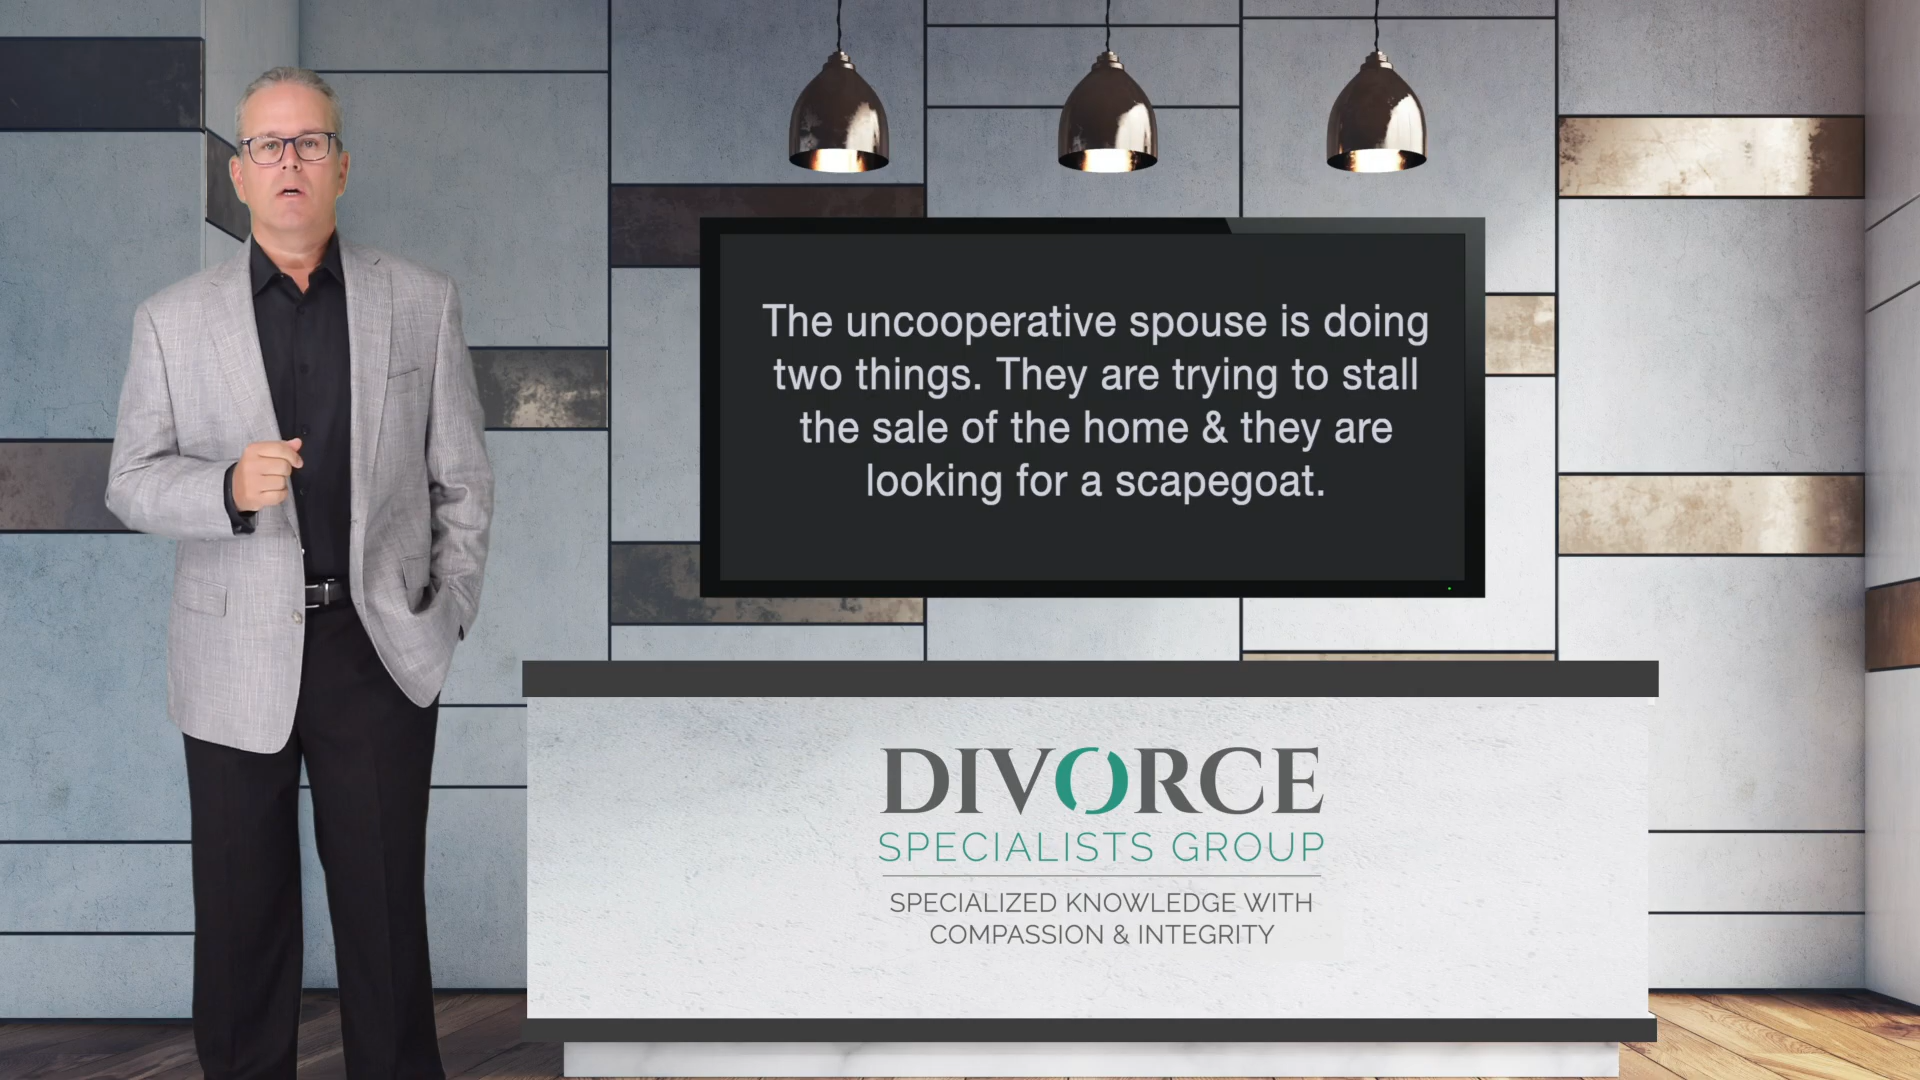 The uncooperative spouse is doing
two things. They are trying to stall
the sale of the home & they are
looking for a scapegoat.
DIVORCE
SPECIALISTS GROUP
SPECIALIZED KNOWLEDGE WITH
COMPASSION & INTEGRITY